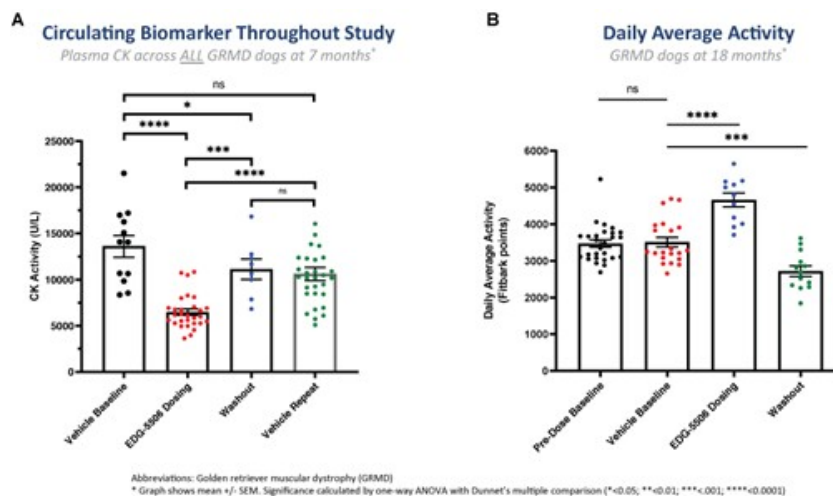 A
Circulating Biomarker Throughout Study
Plasma CK across ALL GRMD dogs at 7 months*
ns
*
****
***
****
ns
25000
20000
15000
10000
5000
0
CK Activity (U/L)
Vehicle Baseline
EDG-5506 Dosing
Washout
Vehicle Repeat
B
Daily Average Activity
GRMD dogs at 18 months*
ns
****
***
6000
5000
4000
3000
2000
1000
0
Daily Average Activity
(Fitbark points)
Pre-Dose Baseline
Vehicle Baseline
EDG-5506 Dosing
Washout
Abbreviations: Golden retriever muscular dystrophy (GRMD)
* Graph shows mean +/- SEM. Significance calculated by one-way ANOVA with Dunnet's multiple comparison (*<0.05; **<0.01; ***<.001; ****<0.0001)